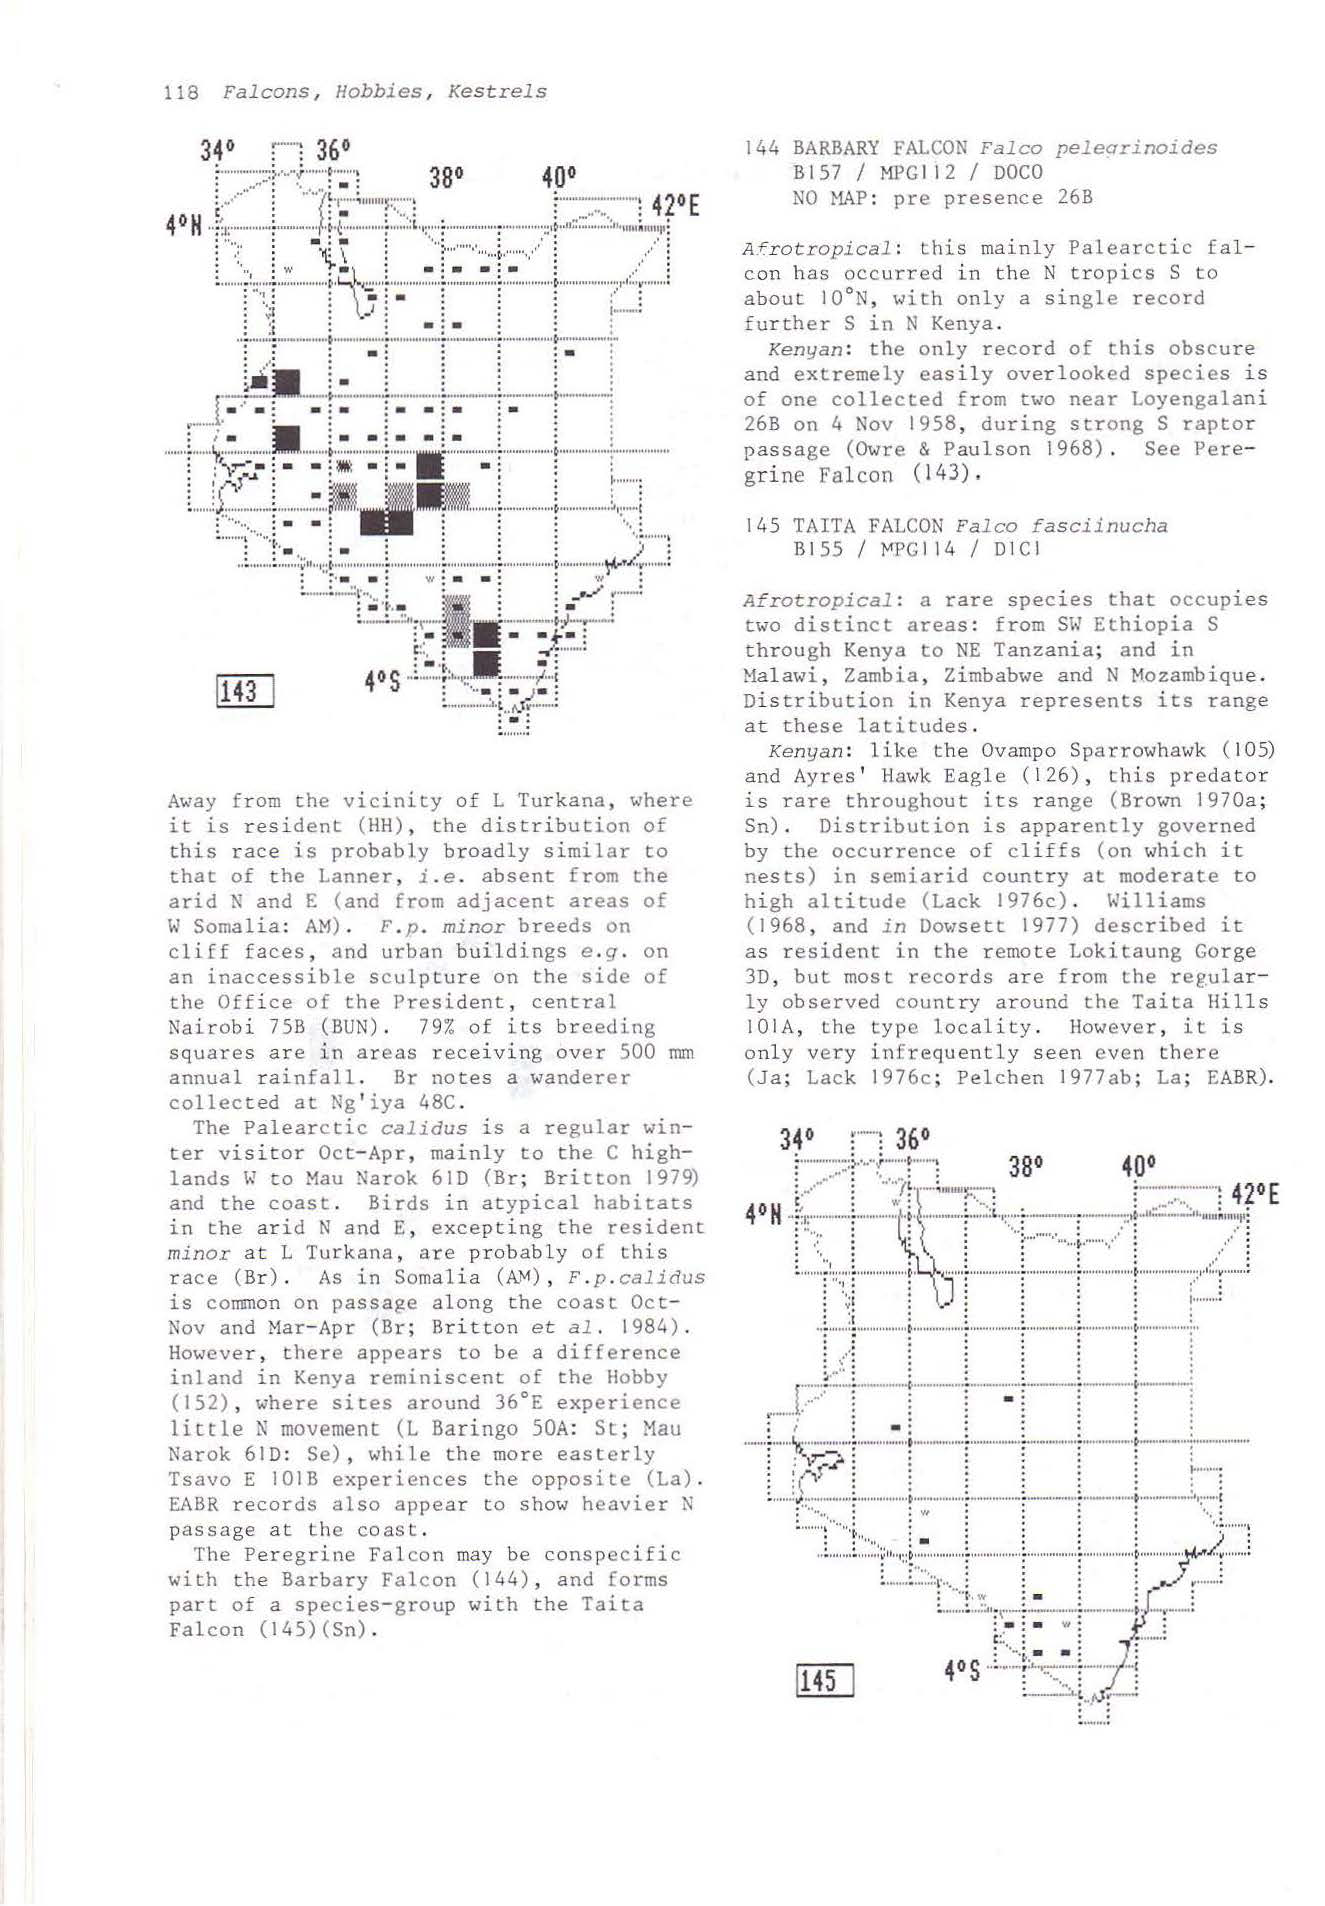 118 Falcons, Hobbies, Kestrels
34° 36°
38° 40°
42°E
4°N
w
w
w
4°S
143
Away from the vicinity of L Turkana, where
it is resident (HH), the distribution of
this race is probably broadly similar to
that of the Lanner, i.e. absent from the
arid N and E (and from adjacent areas of
W Somalia: AM). F.p. minor breeds on
cliff faces, and urban buildings e.g. on
an inaccessible sculpture on the side of
the Office of the President, central
Nairobi 75B (BUN). 79% of its breeding
squares are in areas receiving over 500 mm
annual rainfall. Br notes a wanderer
collected at Ng'iya 48C.
The Palearctic calidus is a regular win-
ter visitor Oct-Apr, mainly to the C high-
lands W to Mau Narok 61D (Br; Britton 1979)
and the coast. Birds in atypical habitats
in the arid N and E, excepting the resident
minor at L Turkana, are probably of this
race (Br). As in Somalia (AM), F.p.calidus
is common on passage along the coast Oct-
Nov and Mar-Apr (Br; Britton et al. 1984).
However, there appears to be a difference
inland in Kenya reminiscent of the Hobby
(152), where sites around 36°E experience
little N movement (L Baringo 50A: St; Mau
Narok 61D: Se), while the more easterly
Tsavo E 101B experiences the opposite (La).
EABR records also appear to show heavier N
passage at the coast.
The Peregrine Falcon may be conspecific
with the Barbary Falcon (144), and forms
part of a species-group with the Taita
Falcon (145)(Sn).
144 BARBARY FALCON Falco pelegrinoides
B157 / MPG112 / D0C0
NO MAP: pre presence 26B
Afrotropical: this mainly Palearctic fal-
con has occurred in the N tropics S to
about 10°N, with only a single record
further S in N Kenya.
Kenyan: the only record of this obscure
and extremely easily overlooked species is
of one collected from two near Loyengalani
26B on 4 Nov 1958, during strong S raptor
passage (Owre & Paulson 1968). See Pere-
grine Falcon (143).
145 TAITA FALCON Falco fasciinucha
B155 / MPG114 / D1C1
Afrotropical: a rare species that occupies
two distinct areas: from SW Ethiopia S
through Kenya to NE Tanzania; and in
Malawi, Zambia, Zimbabwe and N Mozambique.
Distribution in Kenya represents its range
at these latitudes.
Kenyan: like the Ovampo Sparrowhawk (105)
and Ayres' Hawk Eagle (126), this predator
is rare throughout its range (Brown 1970a;
Sn). Distribution is apparently governed
by the occurrence of cliffs (on which it
nests) in semiarid country at moderate to
high altitude (Lack 1976c). Williams
(1968, and in Dowsett 1977) described it
as resident in the remote Lokitaung Gorge
3D, but most records are from the regular-
ly observed country around the Taita Hills
101A, the type locality. However, it is
only very infrequently seen even there
(Ja; Lack 1976c; Pelchen 1977ab; La; EABR).
34° 36°
38° 40°
42°E
4°N
w
w
w
w
4°S
145